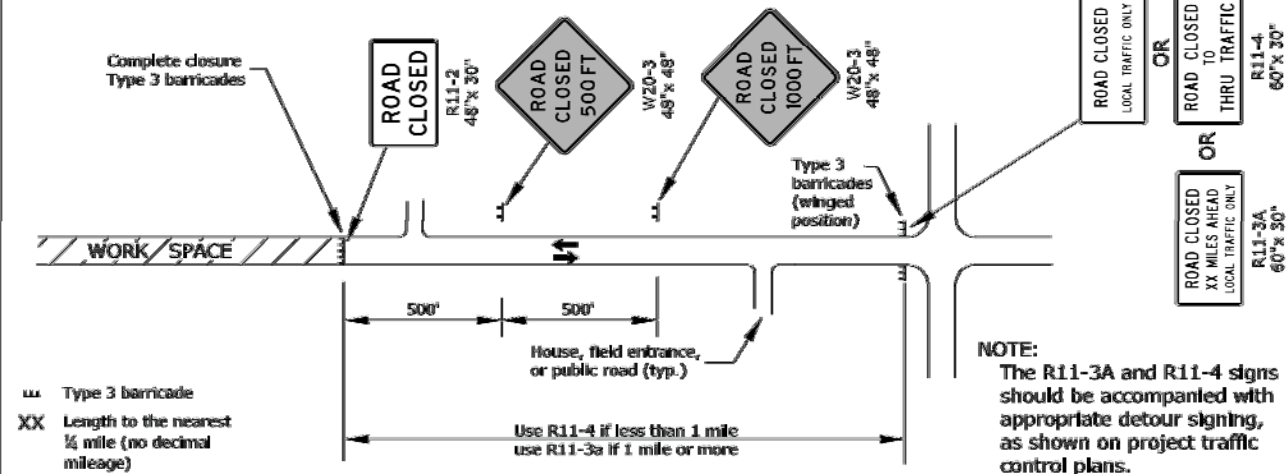 Complete closure
Type 3 barricades
ROAD
CLOSED
R11-2
48"x 30"
ROAD
CLOSED
500FT
W20-3
48"x 48"
ROAD
CLOSED
1000FT
W20-3
48"x 48"
ROAD CLOSED
LOCAL TRAFFIC ONLY
OR
ROAD CLOSED
TO
THRU TRAFFIC
R11-4
60"x 30"
OR
ROAD CLOSED
XX MILES AHEAD
LOCAL TRAFFIC ONLY
R11-3A
60"x 30"
Type 3
barricades
(winged
position)
WORK SPACE
500'
500'
House, field entrance,
or public road (typ.)
Type 3 barricade
XX Length to the nearest
¼ mile (no decimal
mileage)
Use R11-4 if less than 1 mile
use R11-3a if 1 mile or more
NOTE:
The R11-3A and R11-4 signs
should be accompanied with
appropriate detour signing,
as shown on project traffic
control plans.